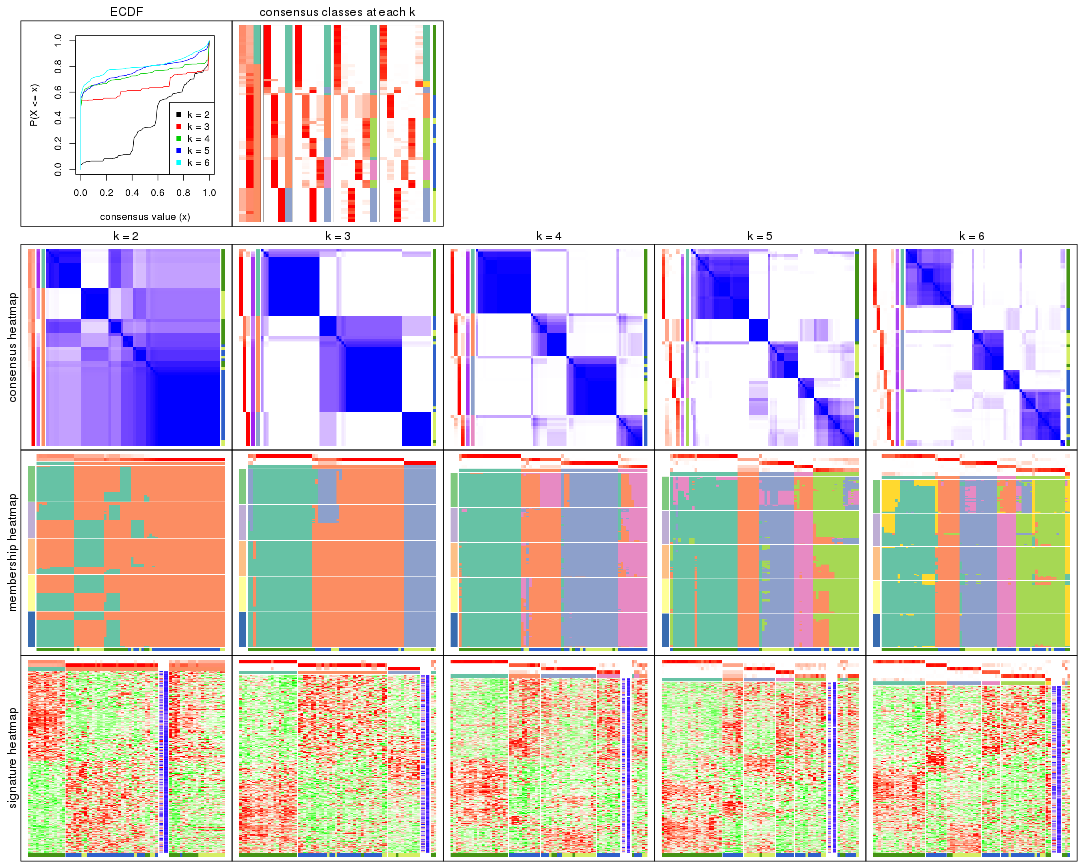 ECDF
consensus classes at each k
P(X <= x)
0.0 0.2 0.4 0.6 0.8 1.0
k = 2
k = 3
k = 4
k = 5
k = 6
0.0 0.2 0.4 0.6 0.8 1.0
consensus value (x)
k = 2
k = 3
k = 4
k = 5
k = 6
consensus heatmap
membership heatmap
signature heatmap